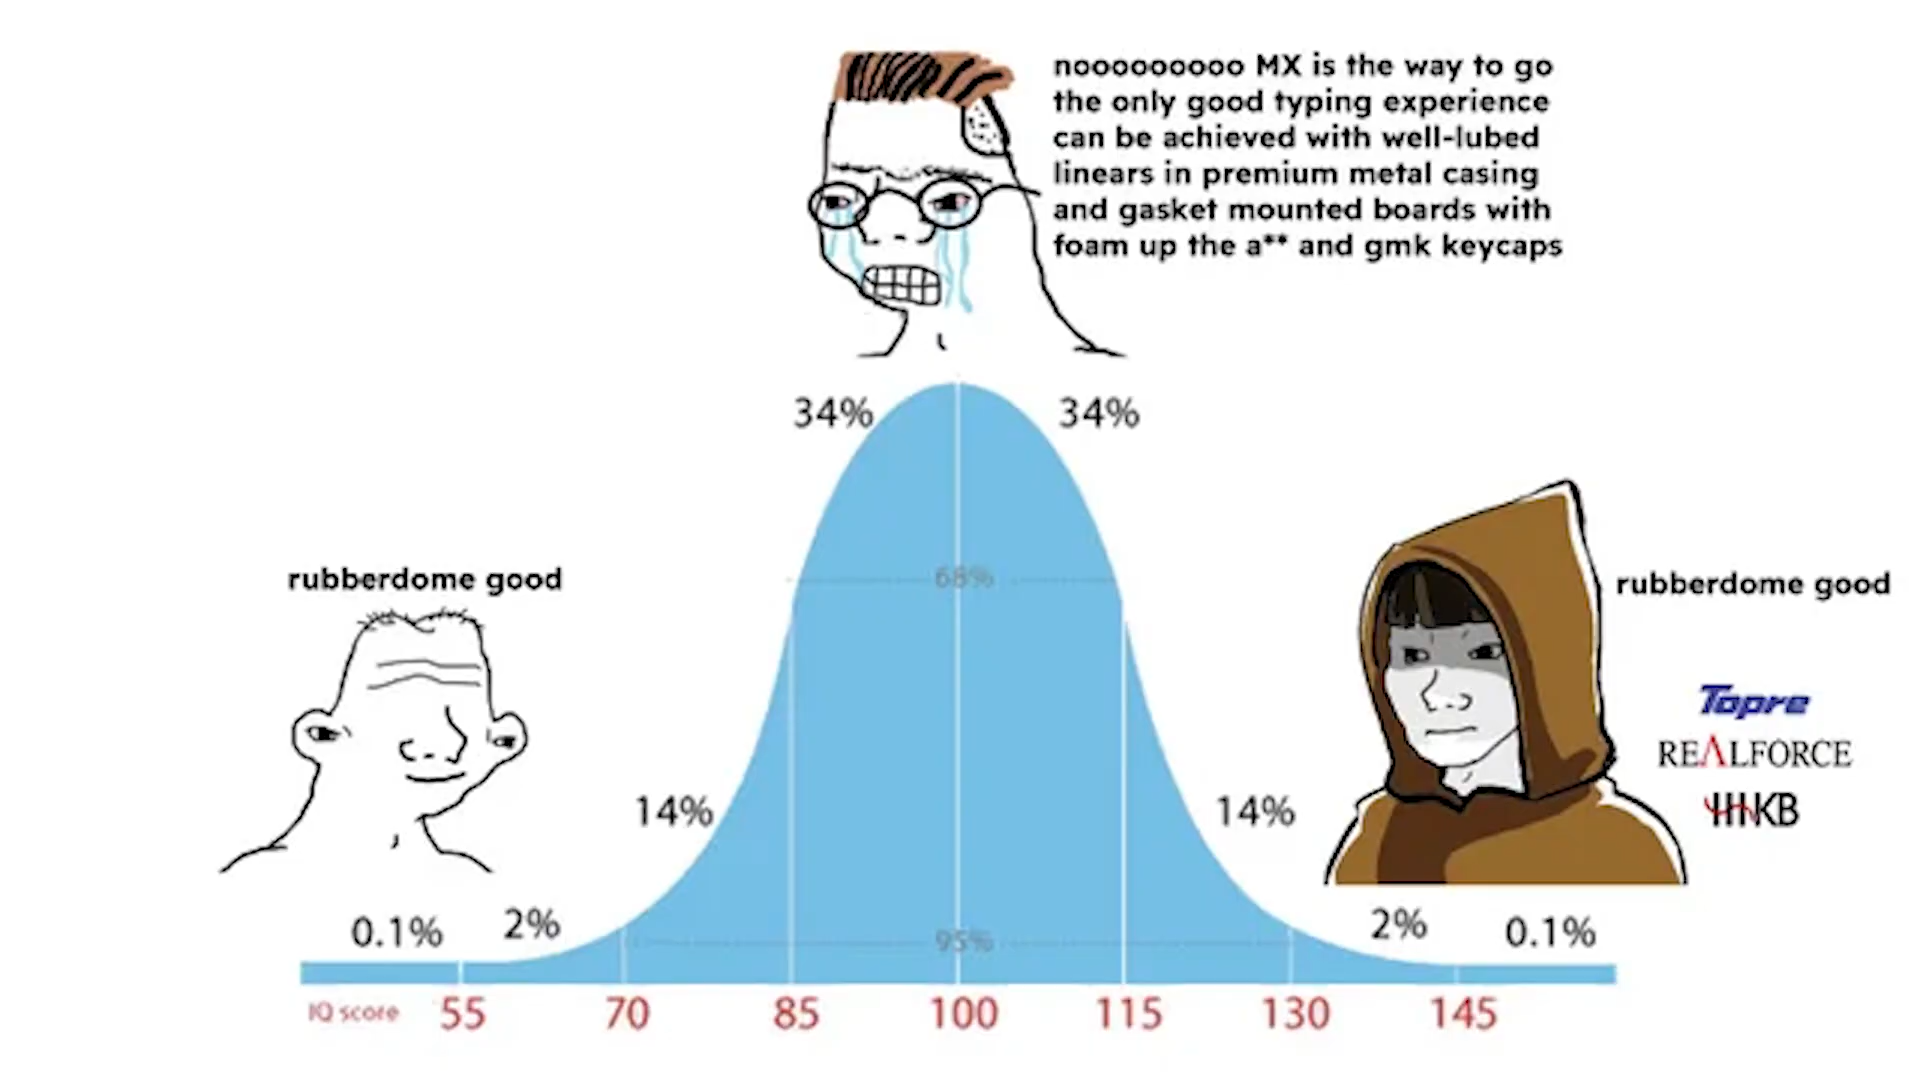 nooooooooo MX is the way to go
the only good typing experience
can be achieved with well-lubed
linears in premium metal casing
and gasket mounted boards with
foam up the a** and gmk keycaps
34%
34%
68%
rubberdome good
rubberdome good
Topre
REALFORCE
HHKB
14%
14%
0.1%
2%
95%
2%
0.1%
IQ score
55
70
85
100
115
130
145